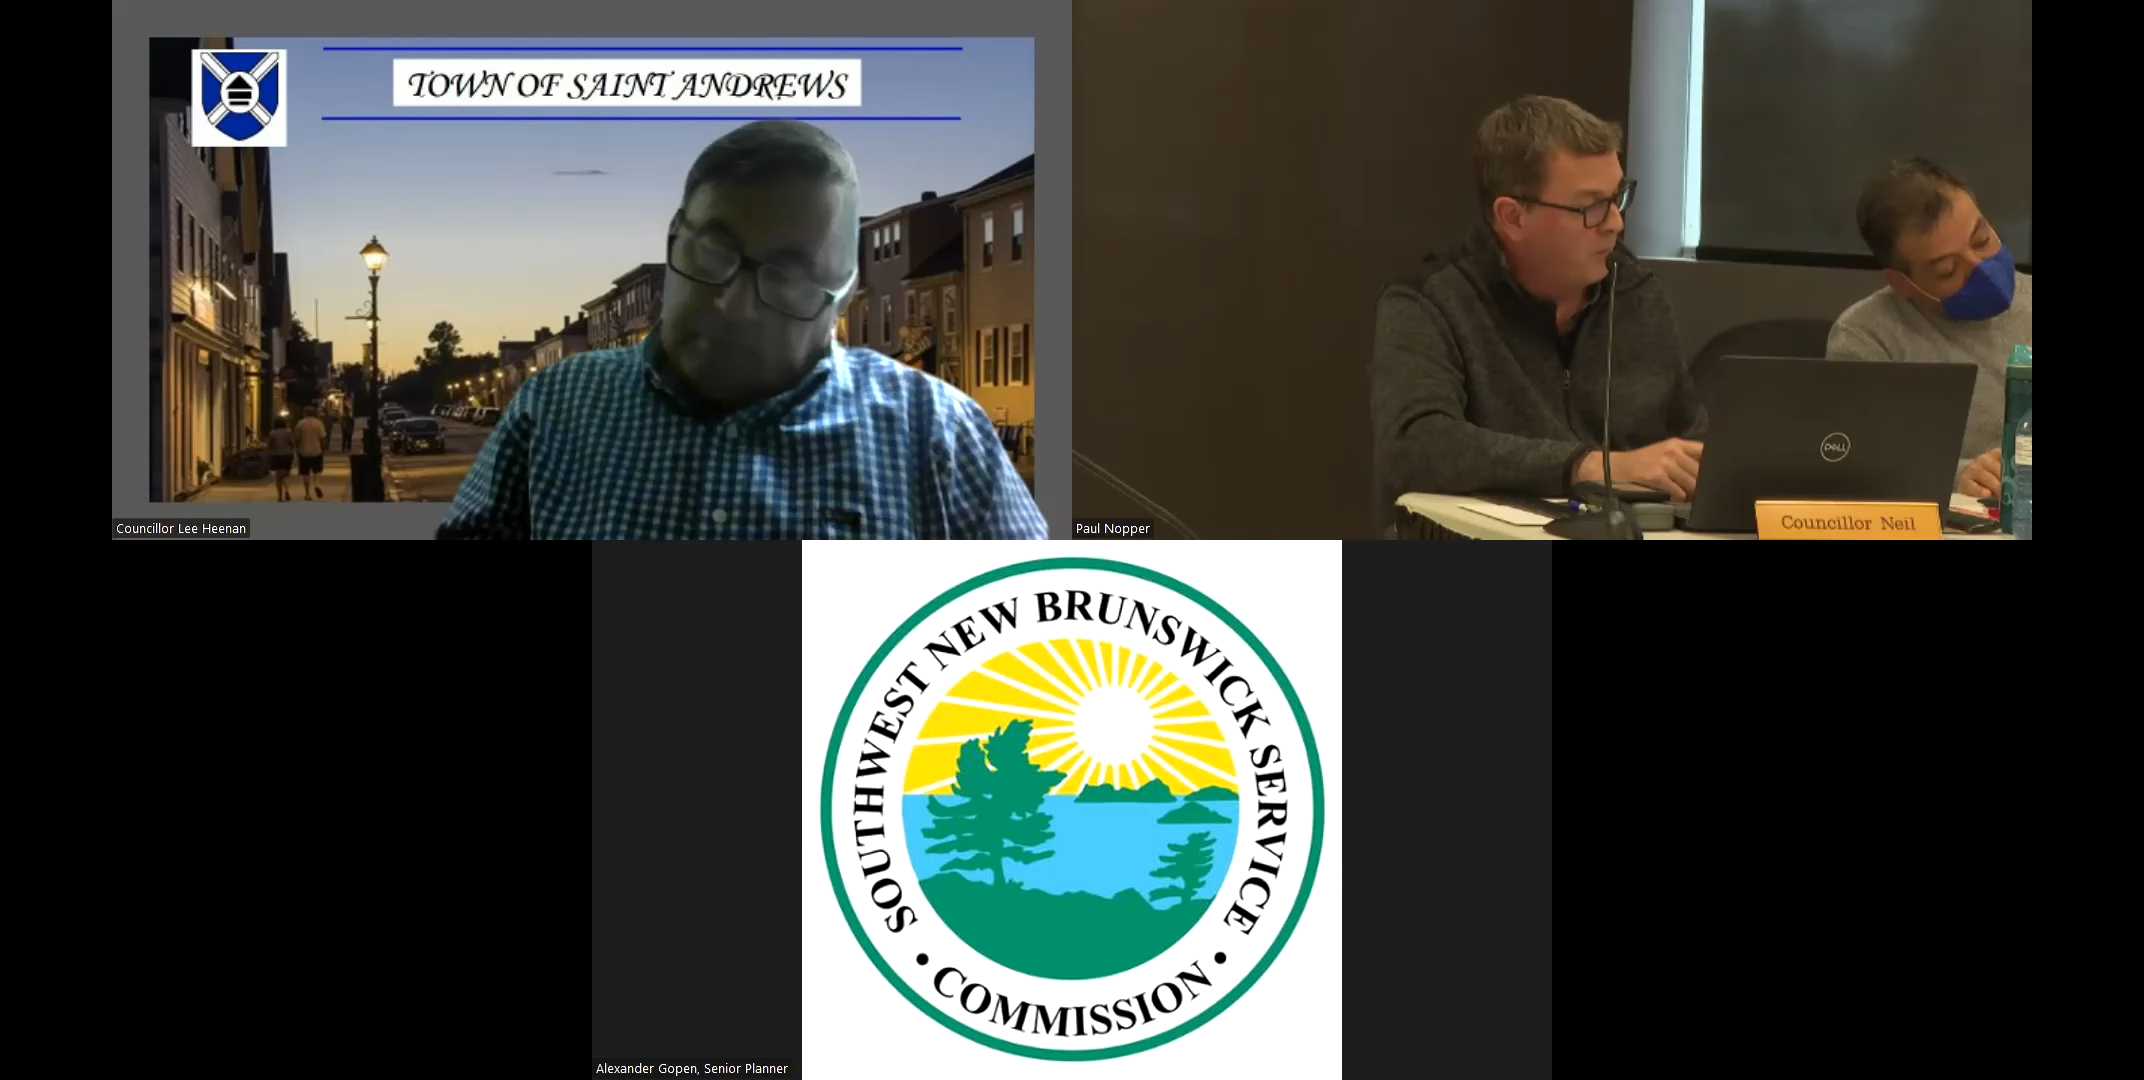 TOWN OF SAINT ANDREWS
Councillor Lee Heenan
Paul Nopper
DELL
Councillor Neil
SOUTHWEST NEW BRUNSWICK SERVICE
• COMMISSION •
Alexander Gopen, Senior Planner